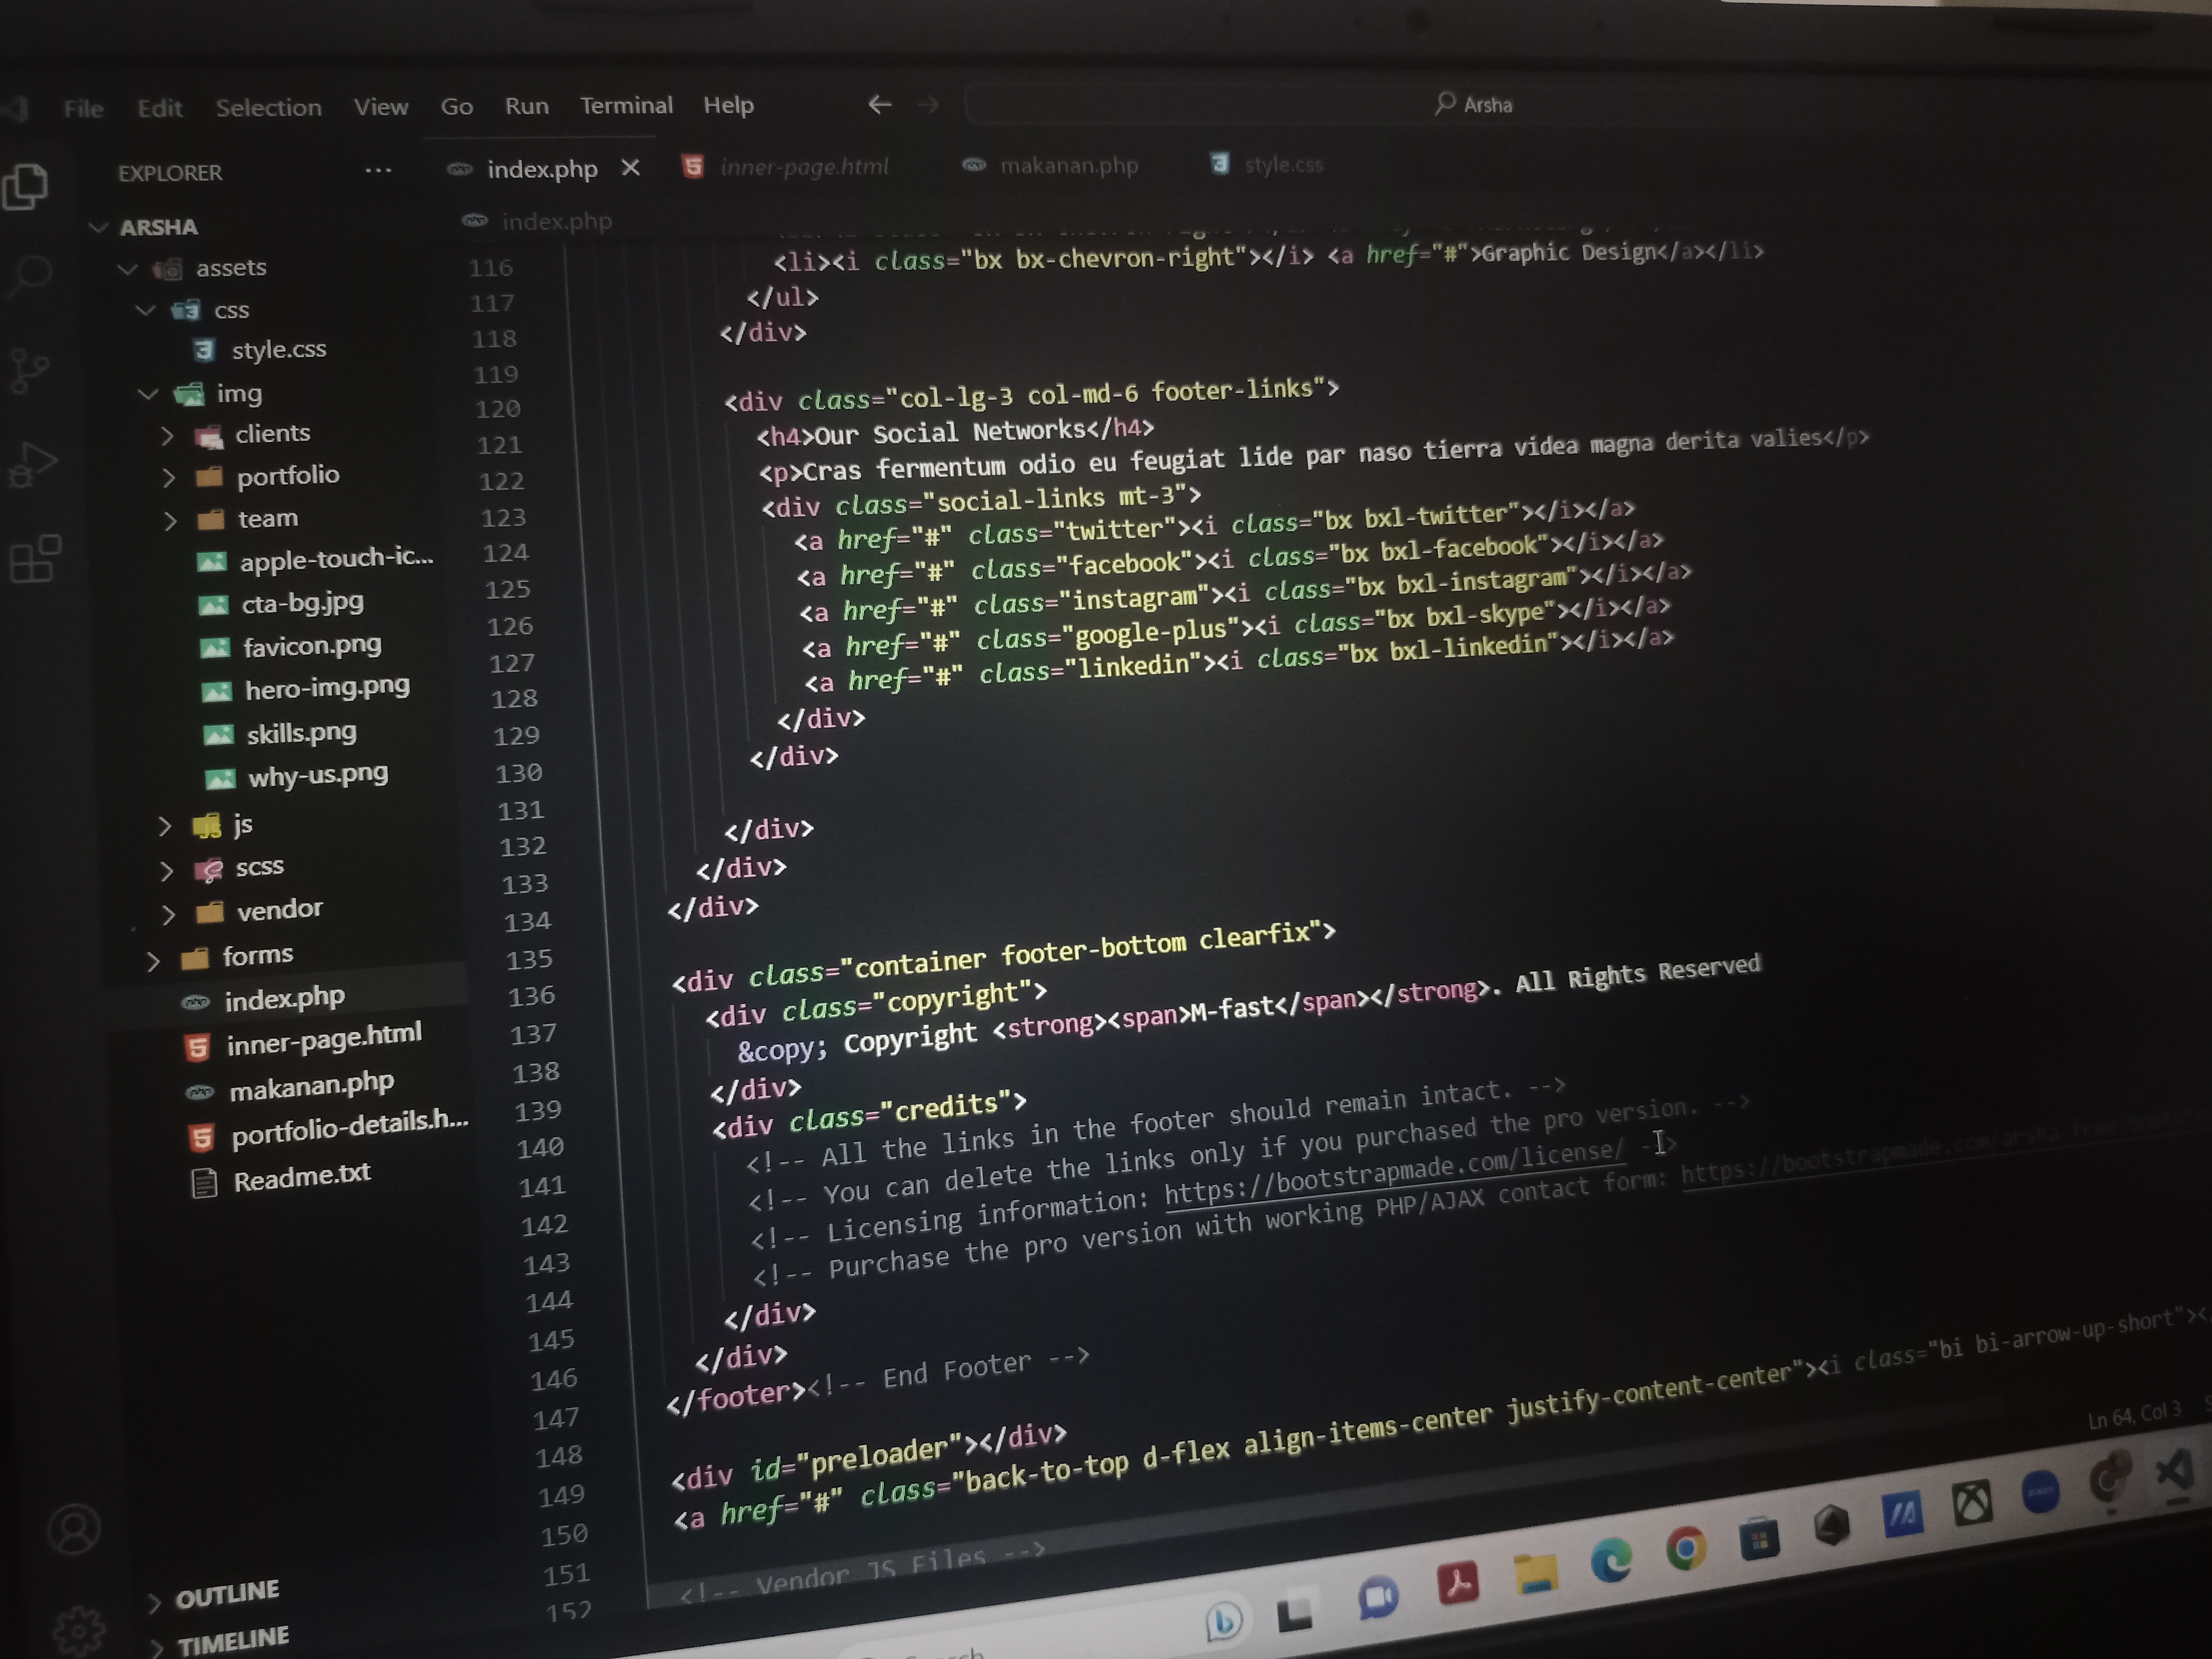 File Edit Selection View Go Run Terminal Help
Arsha
EXPLORER
index.php
inner-page.html
makanan.php
style.css
index.php
ARSHA
assets
css
style.css
img
clients
portfolio
team
apple-touch-ic...
cta-bg.jpg
favicon.png
hero-img.png
skills.png
why-us.png
js
scss
vendor
forms
index.php
inner-page.html
makanan.php
portfolio-details.h...
Readme.txt
OUTLINE
TIMELINE
116 <li><i class="bx bx-chevron-right"></i> <a href="#">Graphic Design</a></li>
117 </ul>
118 </div>
119
120 <div class="col-lg-3 col-md-6 footer-links">
121 <h4>Our Social Networks</h4>
122 <p>Cras fermentum odio eu feugiat lide par naso tierra videa magna derita valies</p>
123 <div class="social-links mt-3">
124 <a href="#" class="twitter"><i class="bx bxl-twitter"></i></a>
125 <a href="#" class="facebook"><i class="bx bxl-facebook"></i></a>
126 <a href="#" class="instagram"><i class="bx bxl-instagram"></i></a>
127 <a href="#" class="google-plus"><i class="bx bxl-skype"></i></a>
128 <a href="#" class="linkedin"><i class="bx bxl-linkedin"></i></a>
129 </div>
130 </div>
131
132 </div>
133 </div>
134 </div>
135
136 <div class="container footer-bottom clearfix">
137 <div class="copyright">
138 &copy; Copyright <strong><span>M-fast</span></strong>. All Rights Reserved
139 </div>
140 <div class="credits">
141 <!-- All the links in the footer should remain intact. -->
142 <!-- You can delete the links only if you purchased the pro version. -->
143 <!-- Licensing information: https://bootstrapmade.com/license/ -->
144 <!-- Purchase the pro version with working PHP/AJAX contact form: https://bootstrapmade.com/arsha-free-bootst
145 </div>
146 </div>
147 </footer><!-- End Footer -->
148
149 <div id="preloader"></div>
150 <a href="#" class="back-to-top d-flex align-items-center justify-content-center"><i class="bi bi-arrow-up-short"><
151
152 <!-- Vendor JS Files -->
Ln 64, Col 3